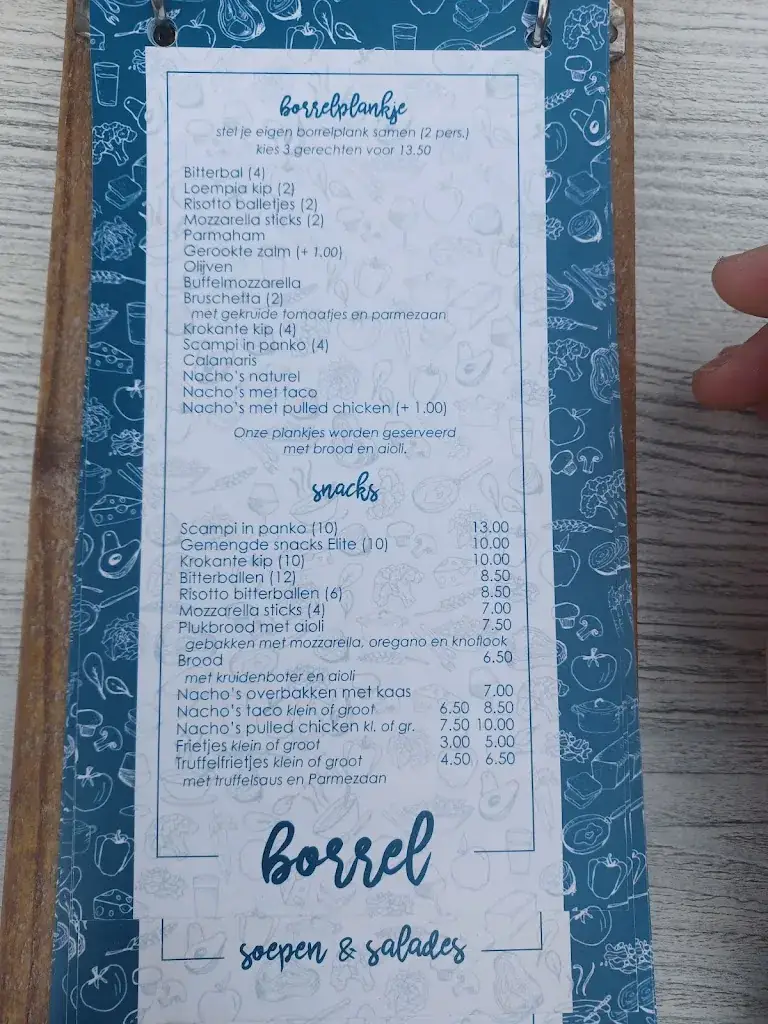 borrelplankje
stel je eigen borrelplank samen (2 pers.)
kies 3 gerechten voor 13.50
Bitterbal (4)
Loempia kip (2)
Risotto balletjes (2)
Mozzarella sticks (2)
Parmaham
Gerookte zalm (+ 1.00)
Olijven
Buffelmozzarella
Bruschetta (2)
met gekruide tomaatjes en parmezaan
Krokante kip (4)
Scampi in panko (4)
Calamaris
Nacho's naturel
Nacho's met taco
Nacho's met pulled chicken (+ 1.00)
Onze plankjes worden geserveerd
met brood en aioli.
snacks
Scampi in panko (10) 13.00
Gemengde snacks Elite (10) 10.00
Krokante kip (10) 10.00
Bitterballen (12) 8.50
Risotto bitterballen (6) 8.50
Mozzarella sticks (4) 7.00
Plukbrood met aioli 7.50
gebakken met mozzarella, oregano en knoflook
Brood 6.50
met kruidenboter en aioli
Nacho's overbakken met kaas 7.00
Nacho's taco klein of groot 6.50 8.50
Nacho's pulled chicken kl. of gr. 7.50 10.00
Frietjes klein of groot 3.00 5.00
Truffelfrietjes klein of groot 4.50 6.50
met truffelsaus en Parmezaan
borrel
soepen & salades